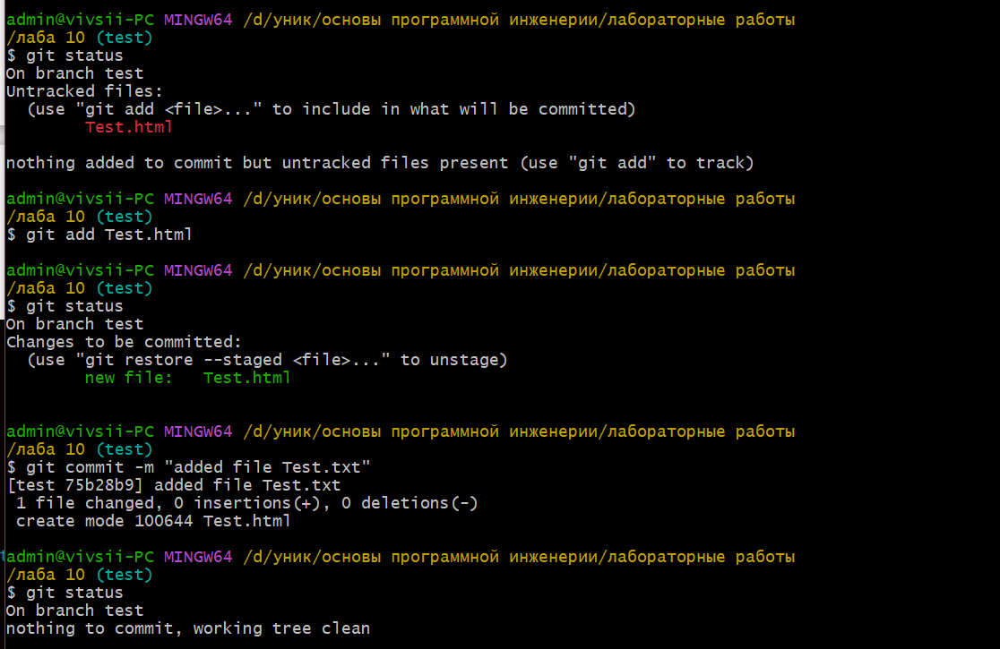 admin@vivsii-PC MINGW64 /d/уник/основы программной инженерии/лабораторные работы
/лаба 10 (test)
$ git status
On branch test
Untracked files:
  (use "git add <file>..." to include in what will be committed)
        Test.html

nothing added to commit but untracked files present (use "git add" to track)

admin@vivsii-PC MINGW64 /d/уник/основы программной инженерии/лабораторные работы
/лаба 10 (test)
$ git add Test.html

admin@vivsii-PC MINGW64 /d/уник/основы программной инженерии/лабораторные работы
/лаба 10 (test)
$ git status
On branch test
Changes to be committed:
  (use "git restore --staged <file>..." to unstage)
        new file:   Test.html

admin@vivsii-PC MINGW64 /d/уник/основы программной инженерии/лабораторные работы
/лаба 10 (test)
$ git commit -m "added file Test.txt"
[test 75b28b9] added file Test.txt
 1 file changed, 0 insertions(+), 0 deletions(-)
 create mode 100644 Test.html

admin@vivsii-PC MINGW64 /d/уник/основы программной инженерии/лабораторные работы
/лаба 10 (test)
$ git status
On branch test
nothing to commit, working tree clean